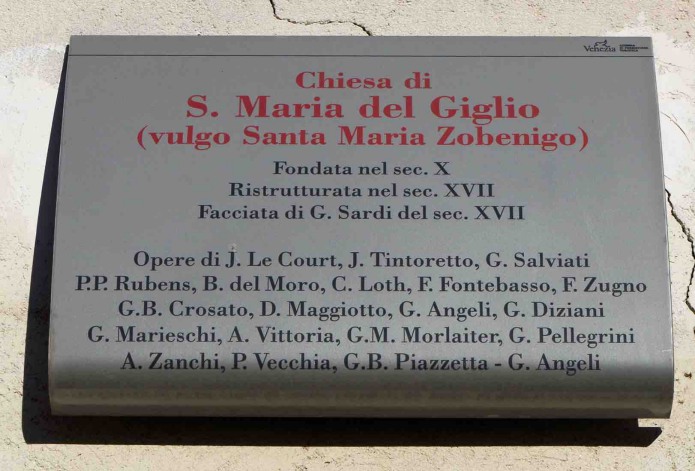 Venezia
Chiesa di
S. Maria del Giglio
(vulgo Santa Maria Zobenigo)
Fondata nel sec. X
Ristrutturata nel sec. XVII
Facciata di G. Sardi del sec. XVII
Opere di J. Le Court, J. Tintoretto, G. Salviati
P.P. Rubens, B. del Moro, C. Loth, F. Fontebasso, F. Zugno
G.B. Crosato, D. Maggiotto, G. Angeli, G. Diziani
G. Marieschi, A. Vittoria, G.M. Morlaiter, G. Pellegrini
A. Zanchi, P. Vecchia, G.B. Piazzetta - G. Angeli